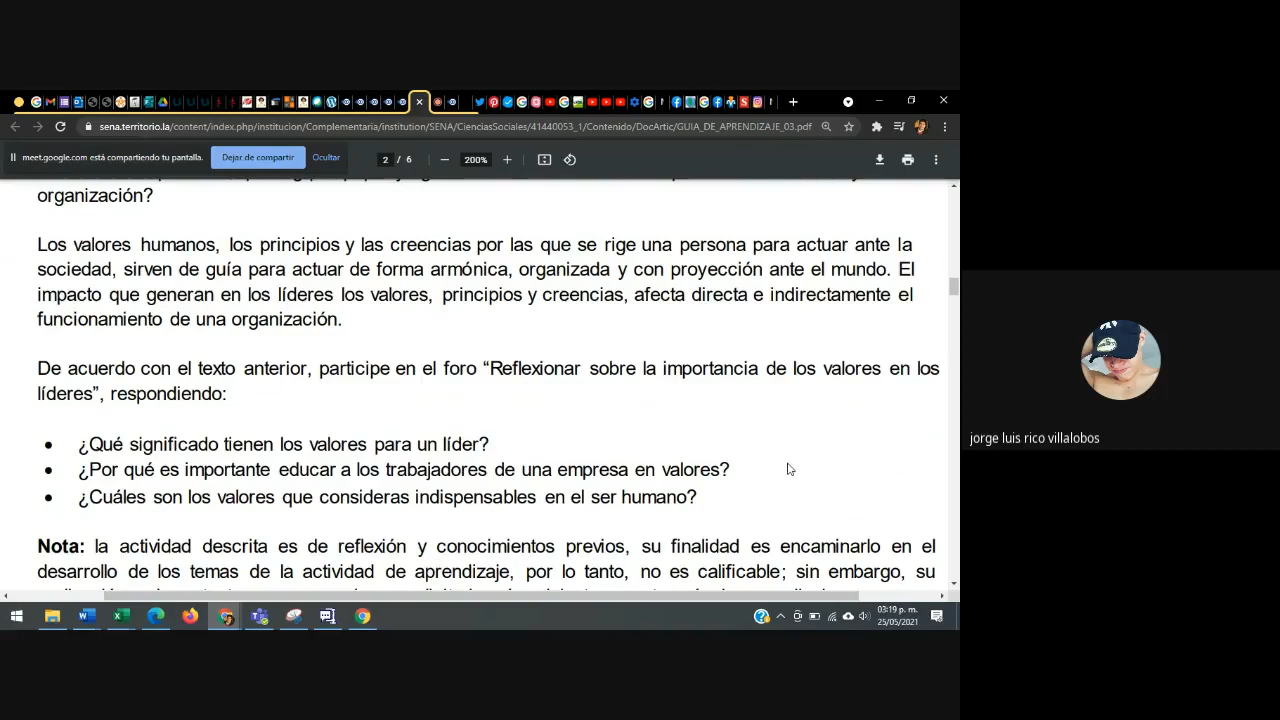 sena.territorio.la/content/index.php/institucion/Complementaria/institution/SENA/CienciasSociales/41440053_1/Contenido/DocArtic/GUIA_DE_APRENDIZAJE_03.pdf
meet.google.com está compartiendo tu pantalla. Dejar de compartir Ocultar 2 / 6 200%
organización?
Los valores humanos, los principios y las creencias por las que se rige una persona para actuar ante la
sociedad, sirven de guía para actuar de forma armónica, organizada y con proyección ante el mundo. El
impacto que generan en los líderes los valores, principios y creencias, afecta directa e indirectamente el
funcionamiento de una organización.
De acuerdo con el texto anterior, participe en el foro “Reflexionar sobre la importancia de los valores en los
líderes”, respondiendo:
• ¿Qué significado tienen los valores para un líder?
• ¿Por qué es importante educar a los trabajadores de una empresa en valores?
• ¿Cuáles son los valores que consideras indispensables en el ser humano?
jorge luis rico villalobos
Nota: la actividad descrita es de reflexión y conocimientos previos, su finalidad es encaminarlo en el
desarrollo de los temas de la actividad de aprendizaje, por lo tanto, no es calificable; sin embargo, su
03:19 p. m.
25/05/2021